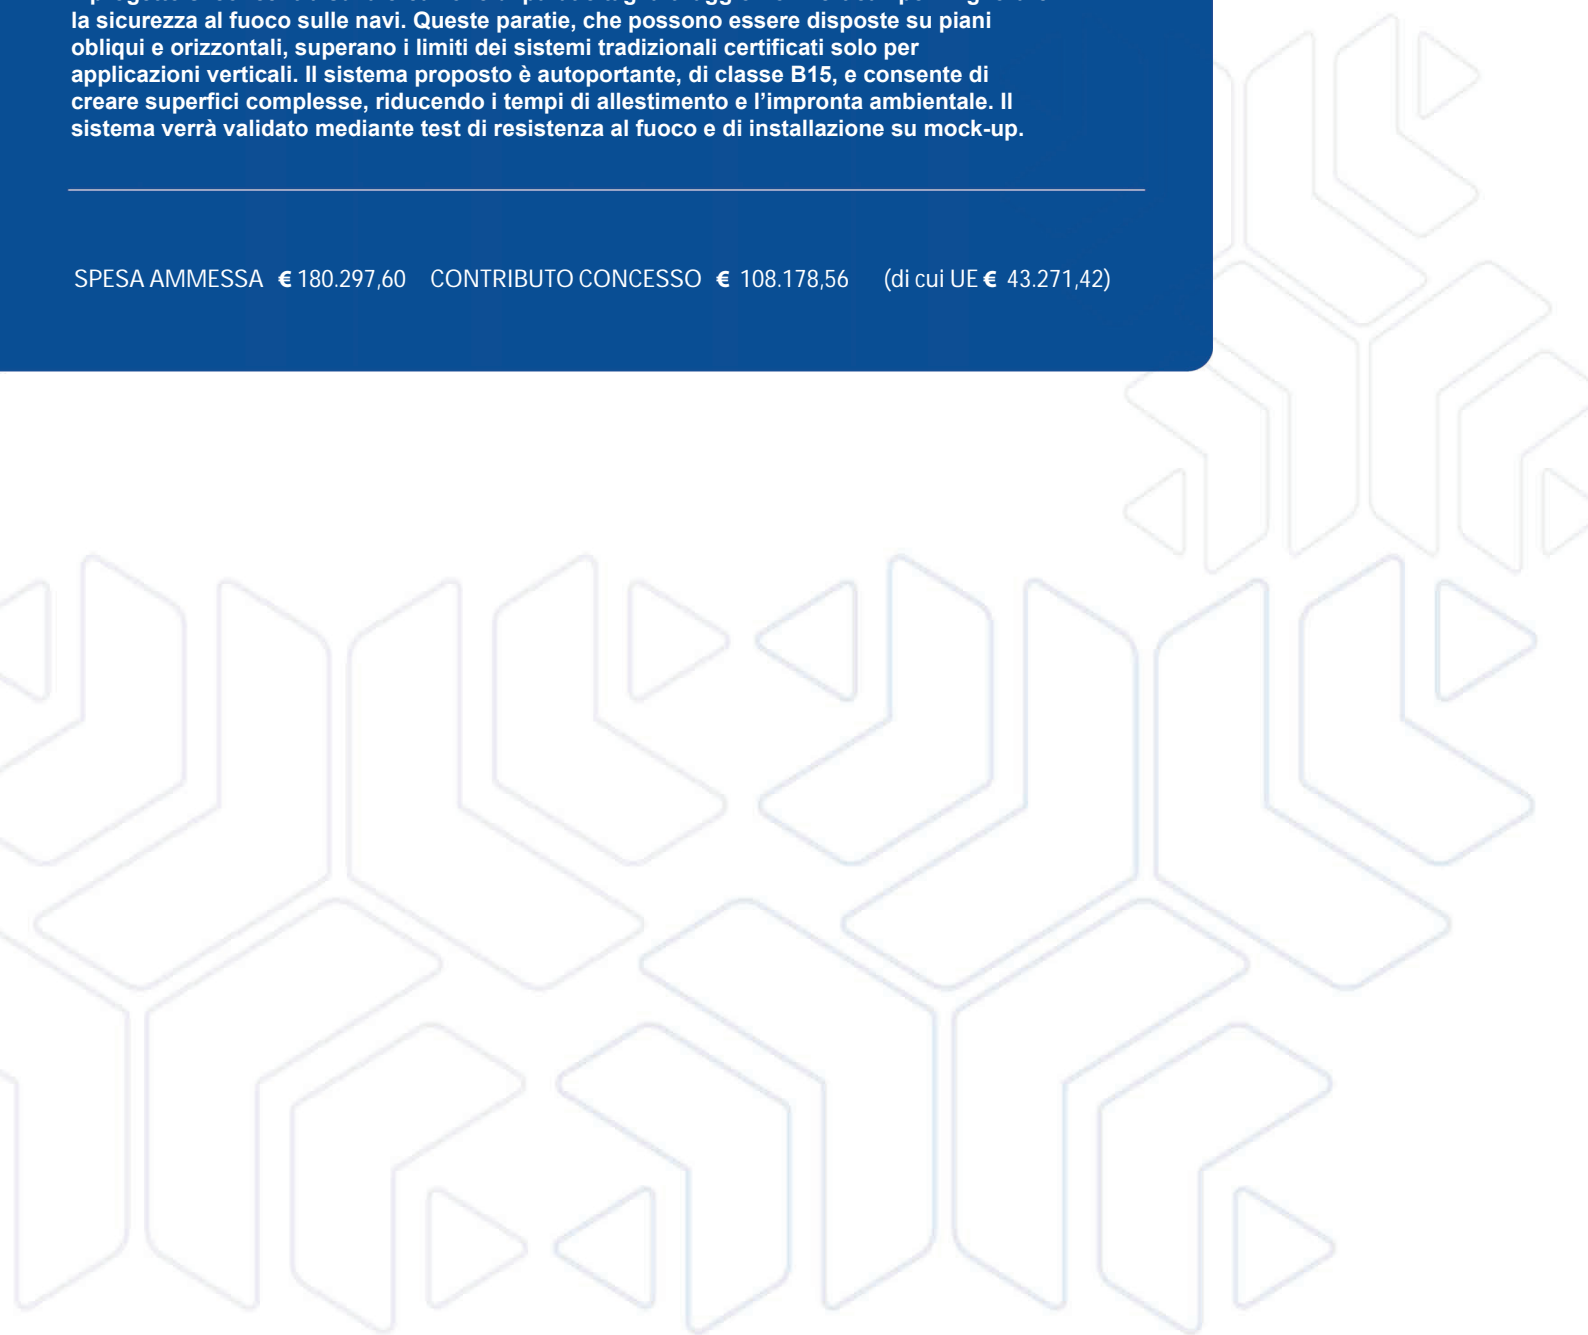 la sicurezza al fuoco sulle navi. Queste paratie, che possono essere disposte su piani
obliqui e orizzontali, superano i limiti dei sistemi tradizionali certificati solo per
applicazioni verticali. Il sistema proposto è autoportante, di classe B15, e consente di
creare superfici complesse, riducendo i tempi di allestimento e l’impronta ambientale. Il
sistema verrà validato mediante test di resistenza al fuoco e di installazione su mock-up.
SPESA AMMESSA € 180.297,60 CONTRIBUTO CONCESSO € 108.178,56 (di cui UE € 43.271,42)